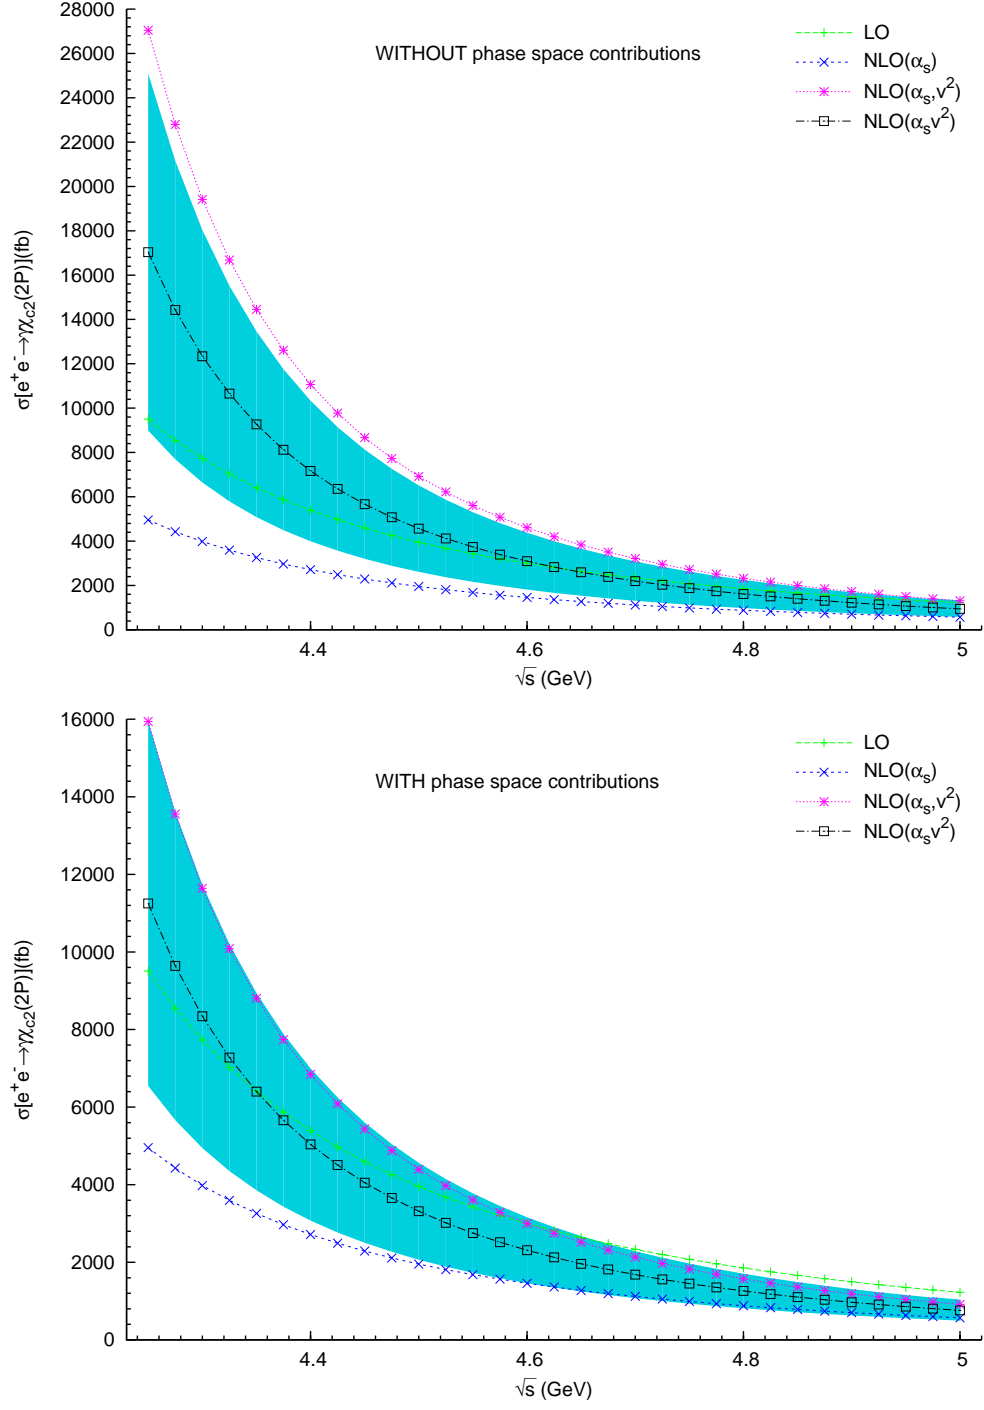 28000
26000
24000
22000
20000
18000
16000
14000
12000
10000
8000
6000
4000
2000
0
4.4
4.6
4.8
5
√s (GeV)
σ[e⁺e⁻→γχc2(2P)](fb)
WITHOUT phase space contributions
LO
NLO(αs)
NLO(αs,v²)
NLO(αsv²)
16000
14000
12000
10000
8000
6000
4000
2000
0
4.4
4.6
4.8
5
√s (GeV)
σ[e⁺e⁻→γχc2(2P)](fb)
WITH phase space contributions
LO
NLO(αs)
NLO(αs,v²)
NLO(αsv²)